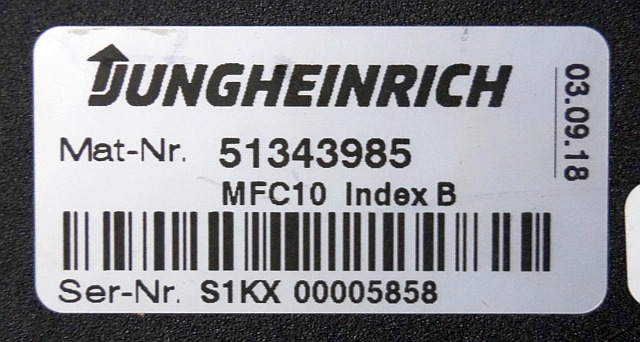 JUNGHEINRICH
Mat-Nr. 51343985
MFC10 Index B
Ser-Nr. S1KX 00005858
03.09.18